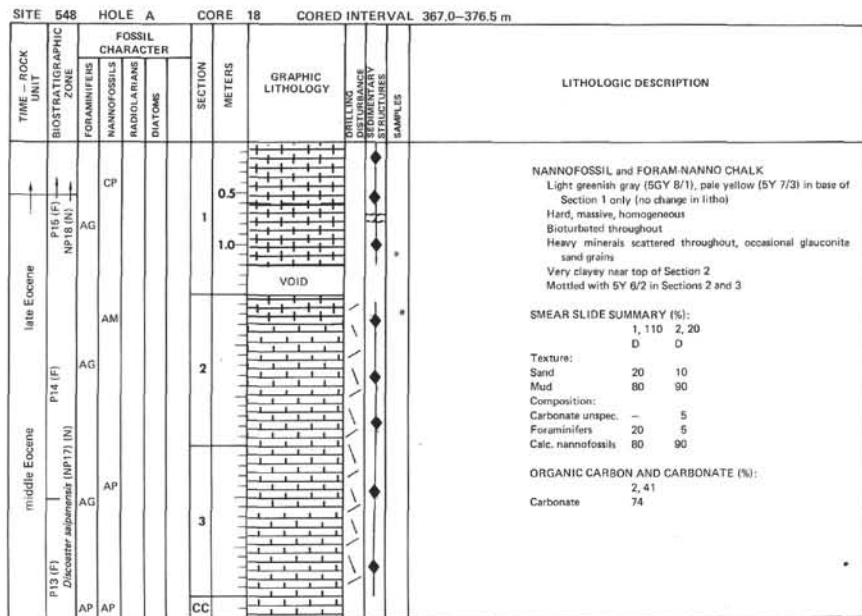 SITE 548 HOLE A CORE 18 CORED INTERVAL 367.0–376.5 m
TIME – ROCK UNIT
BIOSTRATIGRAPHIC ZONE
FOSSIL CHARACTER
FORAMINIFERS
NANNOFOSSILS
RADIOLARIANS
DIATOMS
SECTION
METERS
GRAPHIC LITHOLOGY
DRILLING DISTURBANCE
SEDIMENTARY STRUCTURES
SAMPLES
LITHOLOGIC DESCRIPTION
late Eocene
middle Eocene
P15 (F)
NP18 (N)
P14 (F)
P13 (F)
Discoaster saipanensis (NP17) (N)
AG
AG
AG
AP
CP
AM
AP
AP
1
2
3
CC
0.5
1.0
VOID
*
*
NANNOFOSSIL and FORAM-NANNO CHALK
Light greenish gray (5GY 8/1), pale yellow (5Y 7/3) in base of
Section 1 only (no change in litho)
Hard, massive, homogeneous
Bioturbated throughout
Heavy minerals scattered throughout, occasional glauconite
sand grains
Very clayey near top of Section 2
Mottled with 5Y 6/2 in Sections 2 and 3
SMEAR SLIDE SUMMARY (%):
1, 110 2, 20
D D
Texture:
Sand 20 10
Mud 80 90
Composition:
Carbonate unspec. – 5
Foraminifers 20 5
Calc. nannofossils 80 90
ORGANIC CARBON AND CARBONATE (%):
2, 41
Carbonate 74